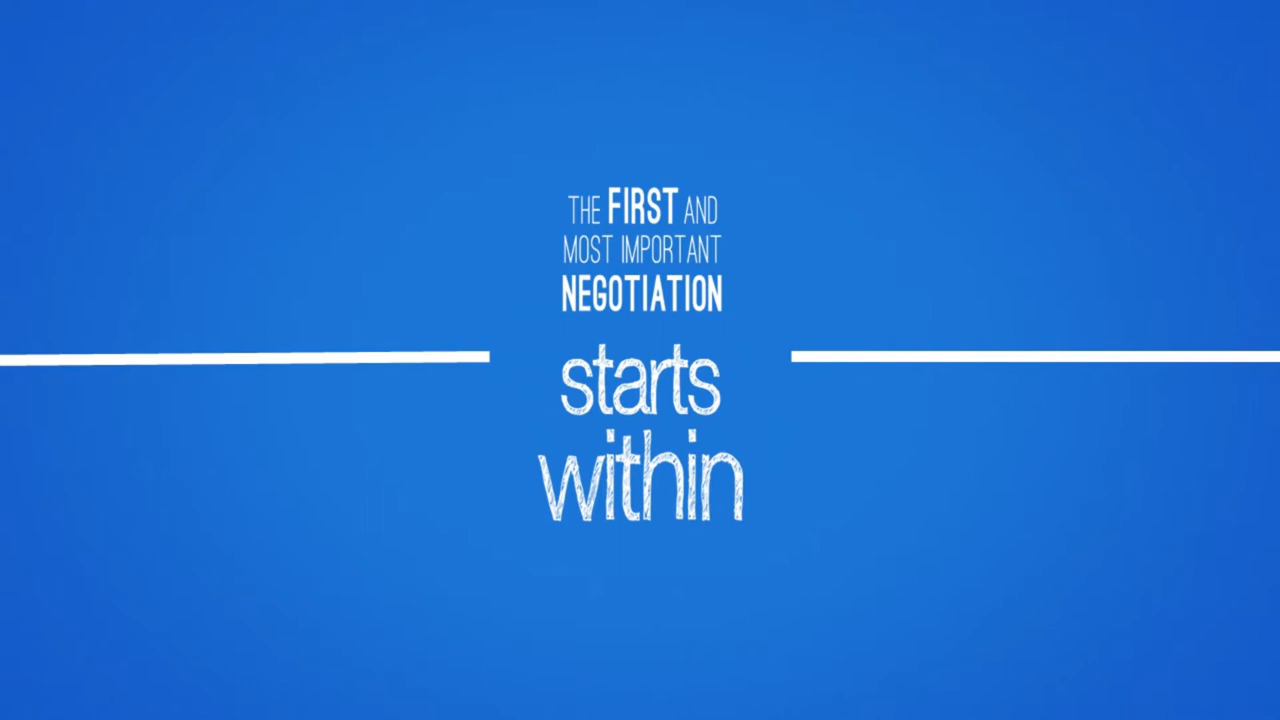 THE FIRST AND
MOST IMPORTANT
NEGOTIATION
starts
within